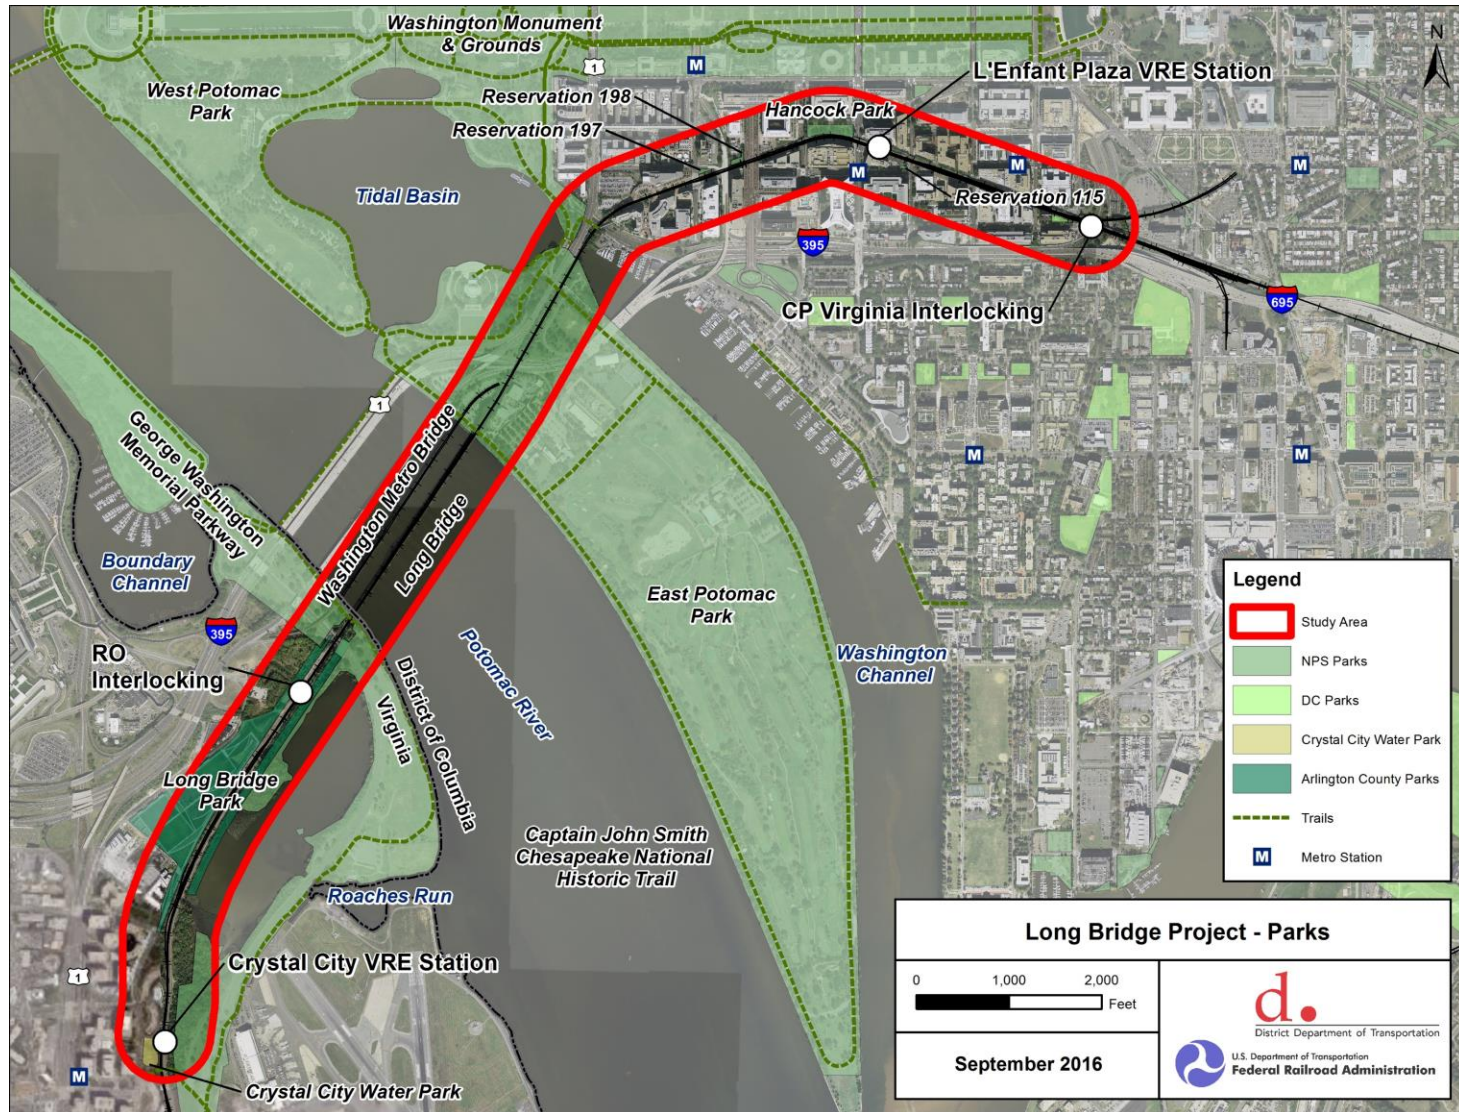 Washington Monument
& Grounds
N
1
M
L'Enfant Plaza VRE Station
West Potomac
Park
Reservation 198
Hancock Park
Reservation 197
M
M
M
Tidal Basin
Reservation 115
395
CP Virginia Interlocking
695
1
George Washington
Memorial Parkway
Washington Metro Bridge
Long Bridge
M
M
Boundary
Channel
395
RO
Interlocking
East Potomac
Park
Potomac River
Washington
Channel
District of Columbia
Virginia
Long Bridge
Park
Captain John Smith
Chesapeake National
Historic Trail
Roaches Run
1
Crystal City VRE Station
M
Crystal City Water Park
Legend
Study Area
NPS Parks
DC Parks
Crystal City Water Park
Arlington County Parks
Trails
M Metro Station
Long Bridge Project - Parks
0 1,000 2,000
Feet
September 2016
d.
District Department of Transportation
U.S. Department of Transportation
Federal Railroad Administration